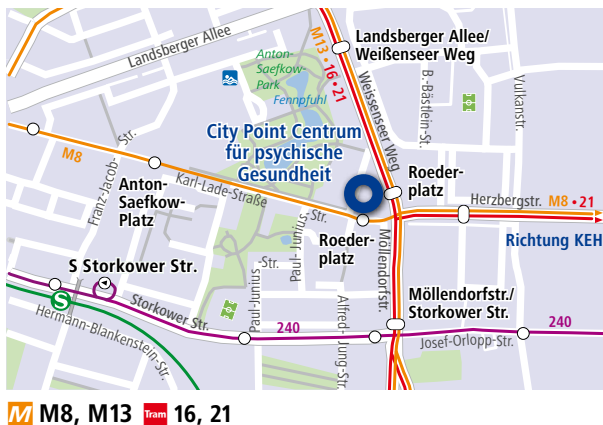 Landsberger Allee
M13 • 16 • 21
Landsberger Allee/
Weißenseer Weg
Anton-
Saefkow-
Park
Fennpfuhl
Weissenseer Weg
B.-Bästlein-St.
Vulkanstr.
City Point Centrum
für psychische
Gesundheit
M8
Karl-Lade-Straße
Franz-Jacob-
Str.
Anton-
Saefkow-
Platz
Roeder-
platz
Herzbergstr.
M8 • 21
Richtung KEH
Roeder-
platz
Paul-Junius-
Str.
Möllendorfstr.
S Storkower Str.
S
Storkower Str.
Hermann-Blankenstein-Str.
Paul-Junius
-Str.
240
Alfred-Jung-Str.
Möllendorfstr./
Storkower Str.
240
Josef-Orlopp-Str.
M M8, M13 Tram 16, 21